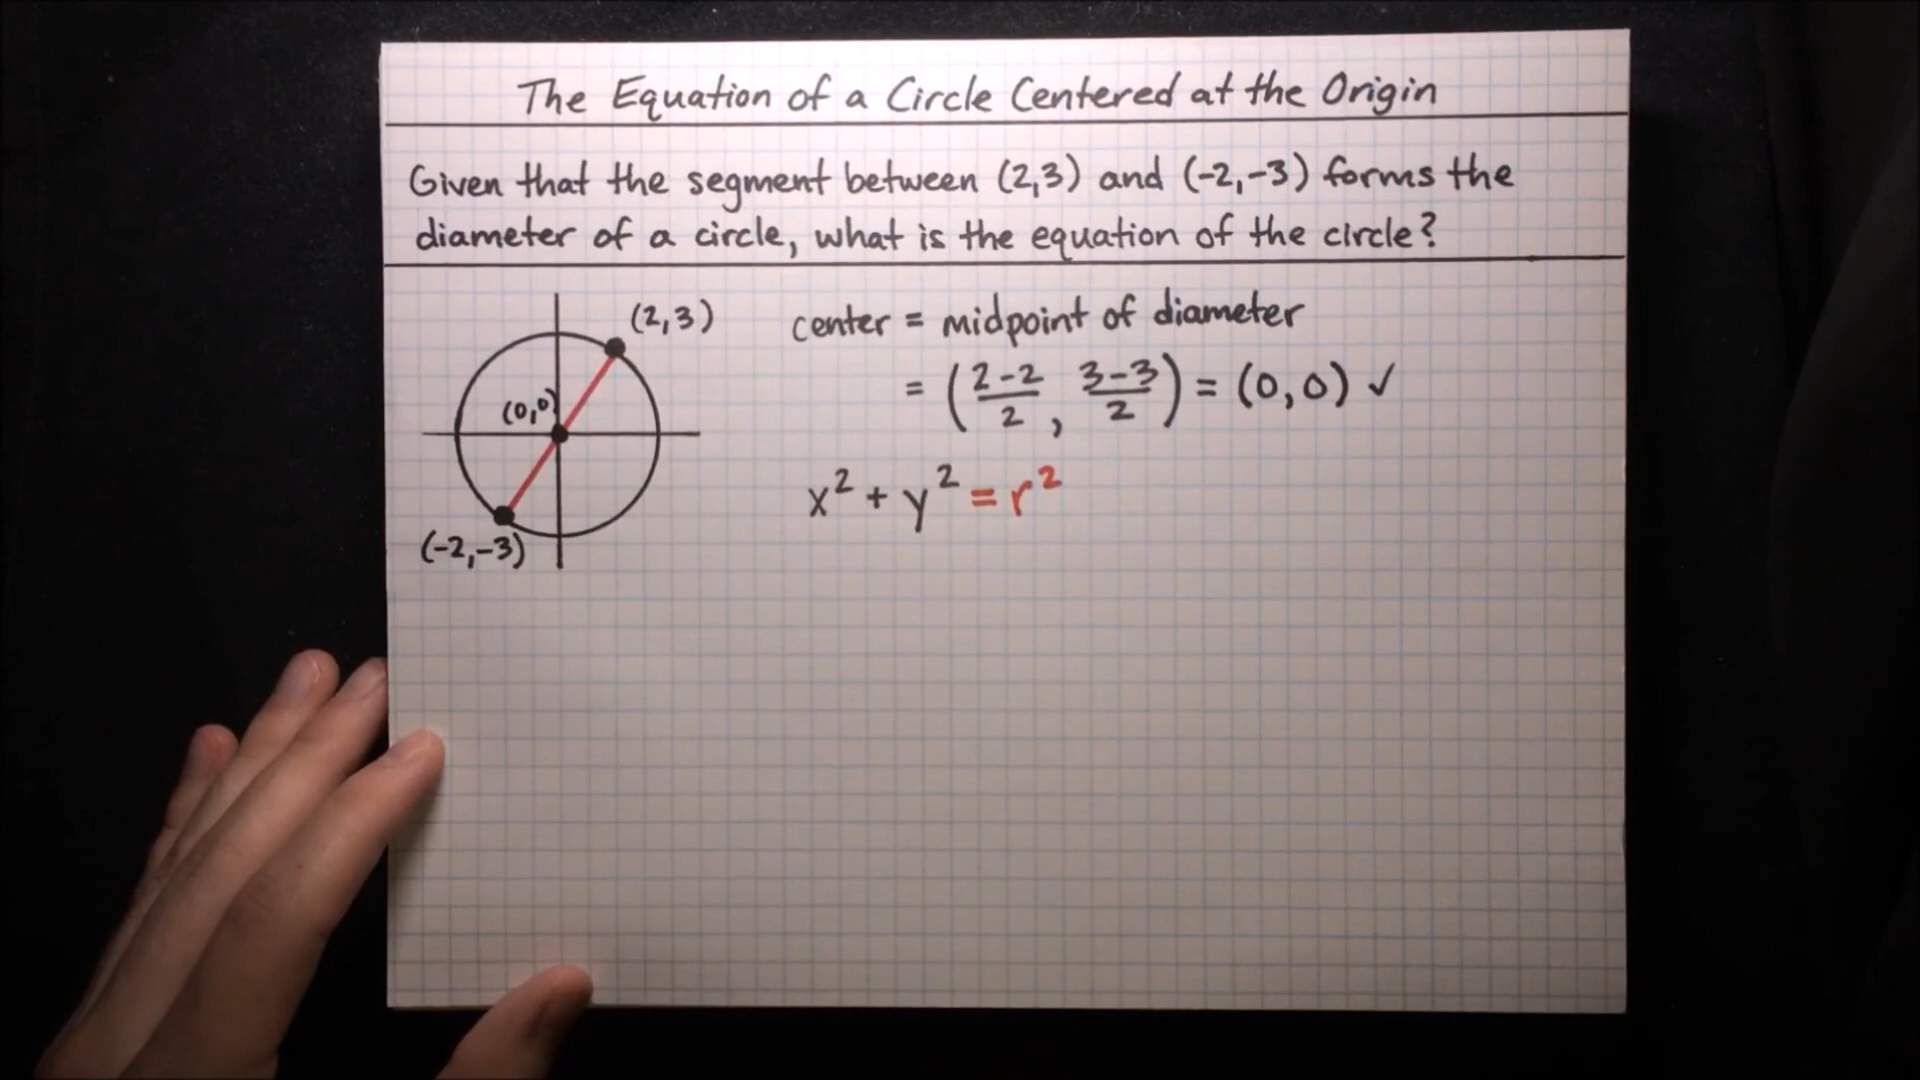 The Equation of a Circle Centered at the Origin
Given that the segment between (2,3) and (-2,-3) forms the
diameter of a circle, what is the equation of the circle?
(2,3)
(0,0)
(-2,-3)
center = midpoint of diameter
= (2-2/2, 3-3/2) = (0,0) ✓
x² + y² = r²